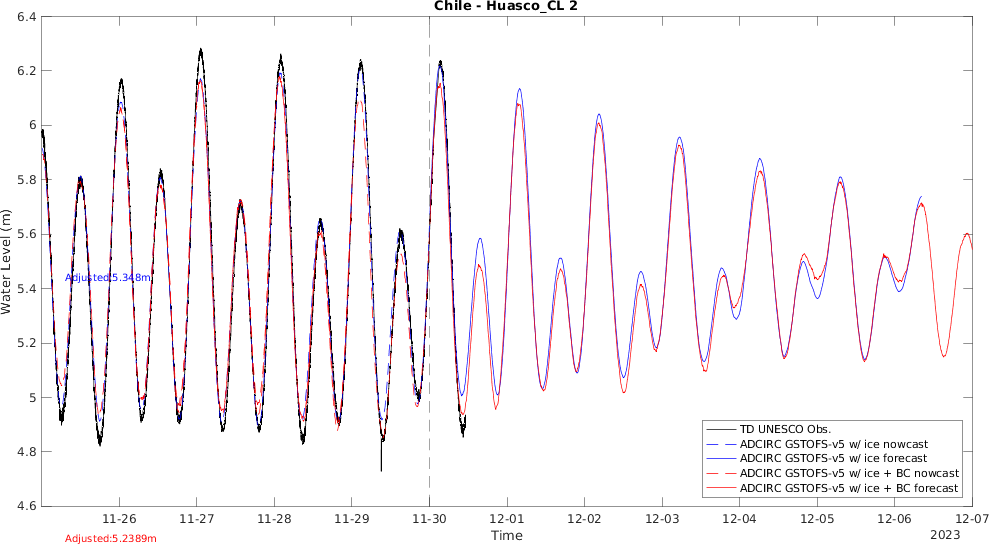 Chile - Huasco_CL 2
6.4
6.2
6
5.8
5.6
5.4
5.2
5
4.8
4.6
Water Level (m)
Adjusted:5.348m
TD UNESCO Obs.
ADCIRC GSTOFS-v5 w/ ice nowcast
ADCIRC GSTOFS-v5 w/ ice forecast
ADCIRC GSTOFS-v5 w/ ice + BC nowcast
ADCIRC GSTOFS-v5 w/ ice + BC forecast
11-26 11-27 11-28 11-29 11-30 12-01 12-02 12-03 12-04 12-05 12-06 12-07
Time
2023
Adjusted:5.2389m